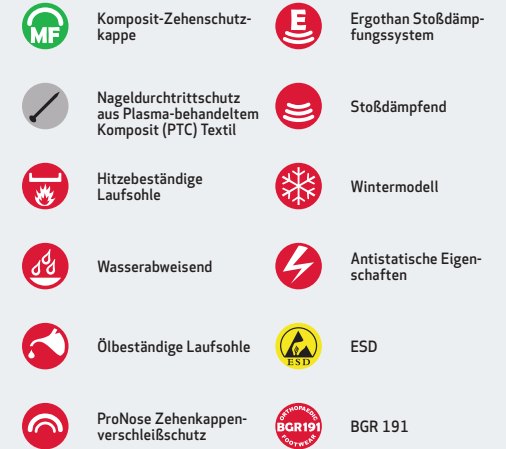 MF
Komposit-Zehenschutz-
kappe
E
Ergothan Stoßdämp-
fungssystem
Nageldurchtrittschutz
aus Plasma-behandeltem
Komposit (PTC) Textil
Stoßdämpfend
Hitzebeständige
Laufsohle
Wintermodell
Wasserabweisend
Antistatische Eigen-
schaften
Ölbeständige Laufsohle
ESD
ESD
ProNose Zehenkappen-
verschleißschutz
ORTHOPAEDIC
BGR191
FOOTWEAR
BGR 191